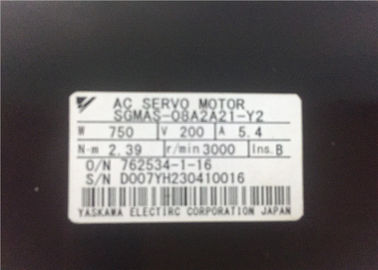 AC SERVO MOTOR
SGMAS-08A2A21-Y2
W 750 V 200 A 5.4
N-m 2.39 r/min 3000 Ins. B
O/N 762534-1-16
S/N D007YH230410016
YASKAWA ELECTIRC CORPORATION JAPAN